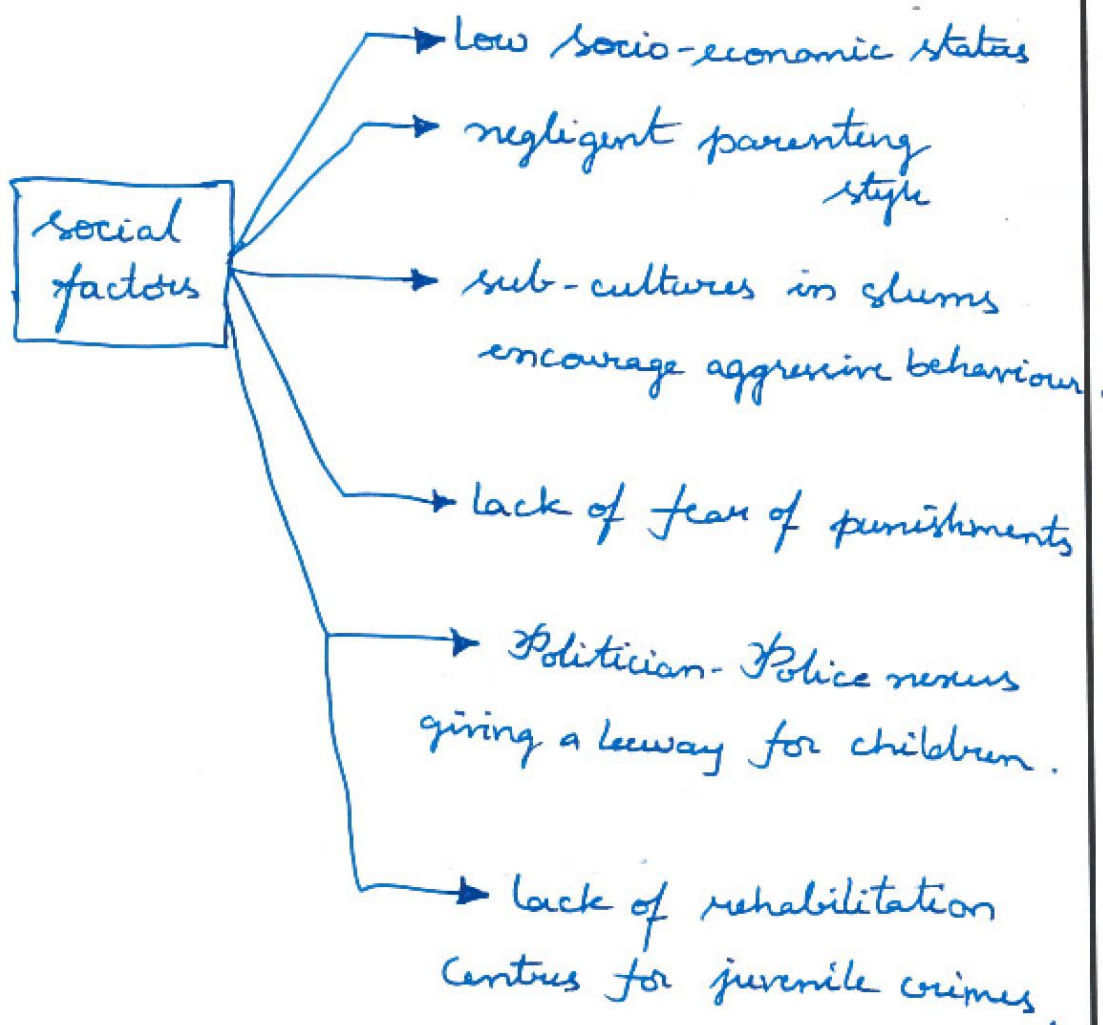 low socio-economic status
negligent parenting
style
social
factors
sub-cultures in slums
encourage aggressive behaviour.
lack of fear of punishments
Politician-Police nexus
giving a leeway for children.
lack of rehabilitation
centres for juvenile crimes.